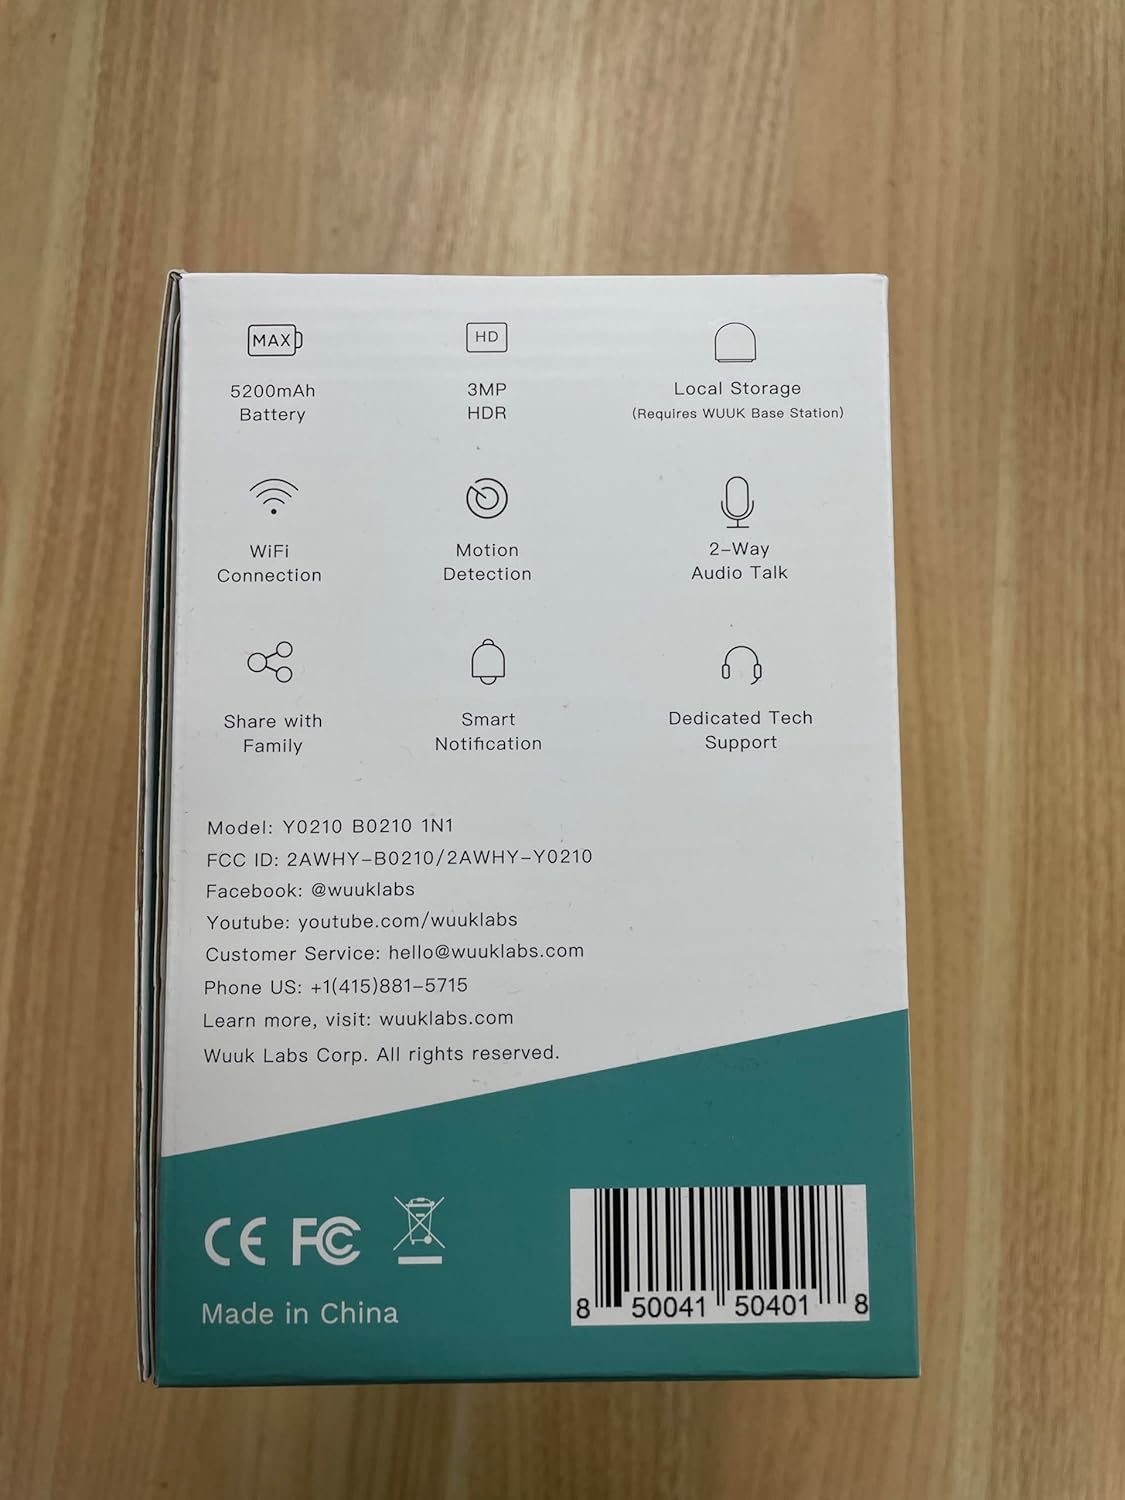 MAX
5200mAh
Battery
HD
3MP
HDR
Local Storage
(Requires WUUK Base Station)
WiFi
Connection
Motion
Detection
2-Way
Audio Talk
Share with
Family
Smart
Notification
Dedicated Tech
Support
Model: Y0210 B0210 1N1
FCC ID: 2AWHY-B0210/2AWHY-Y0210
Facebook: @wuuklabs
Youtube: youtube.com/wuuklabs
Customer Service: hello@wuuklabs.com
Phone US: +1(415)881-5715
Learn more, visit: wuuklabs.com
Wuuk Labs Corp. All rights reserved.
CE FC
Made in China
8 50041 50401 8